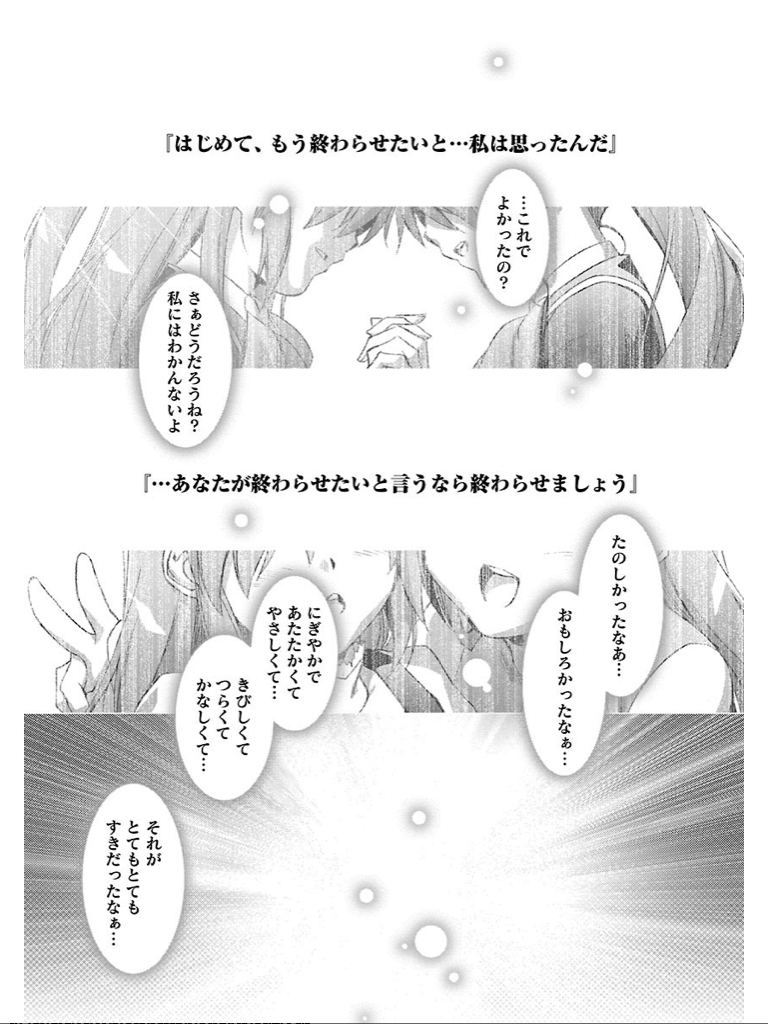 『はじめて、もう終わらせたいと…私は思ったんだ』
…これで
よかったの？
さぁどうだろうね？
私にはわかんないよ
『…あなたが終わらせたいと言うなら終わらせましょう』
たのしかったなぁ…
おもしろかったなぁ…
にぎやかで
あたたかくて
やさしくて…
きびしくて
つらくて
かなしくて…
それが
とてもとても
すきだったなぁ…